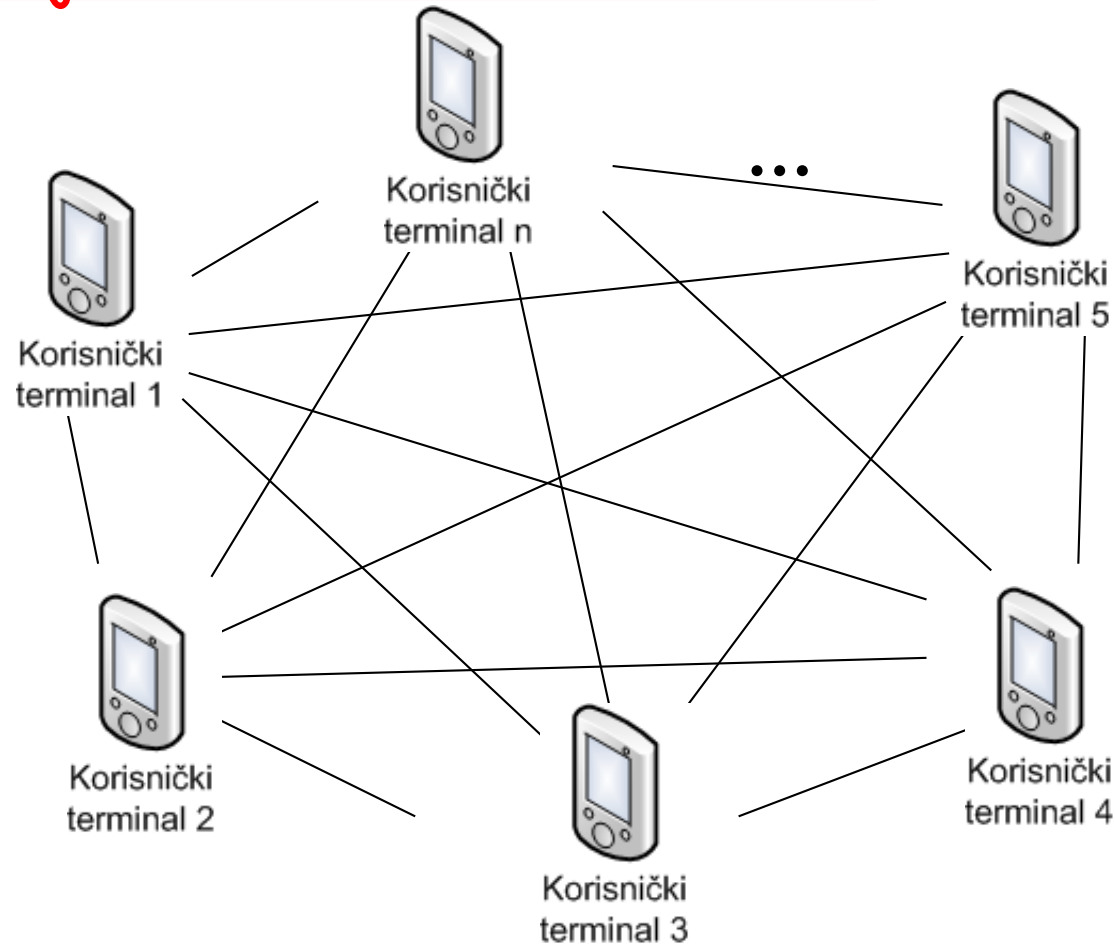 Korisnički
terminal n
...
Korisnički
terminal 5
Korisnički
terminal 1
Korisnički
terminal 2
Korisnički
terminal 4
Korisnički
terminal 3